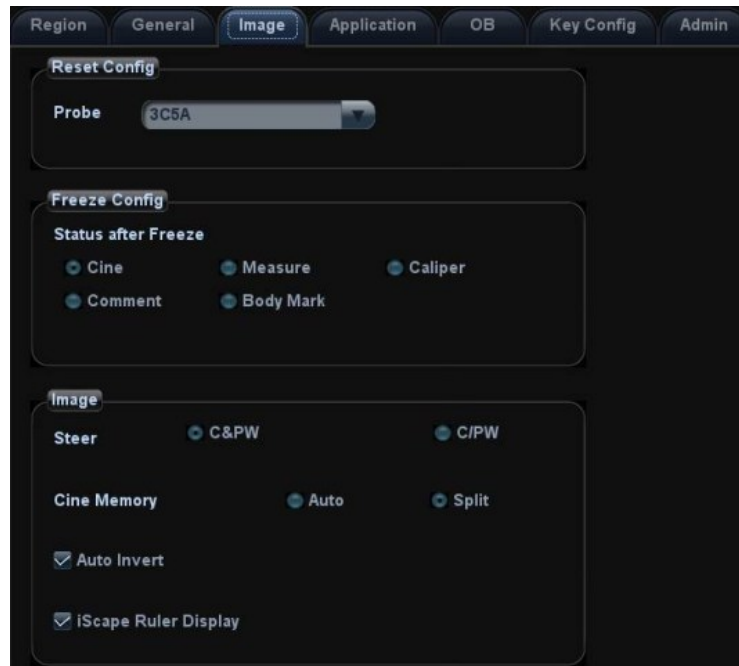 Region General Image Application OB Key Config Admin
Reset Config
Probe 3C5A
Freeze Config
Status after Freeze
Cine Measure Caliper
Comment Body Mark
Image
Steer C&PW C/PW
Cine Memory Auto Split
Auto Invert
iScape Ruler Display